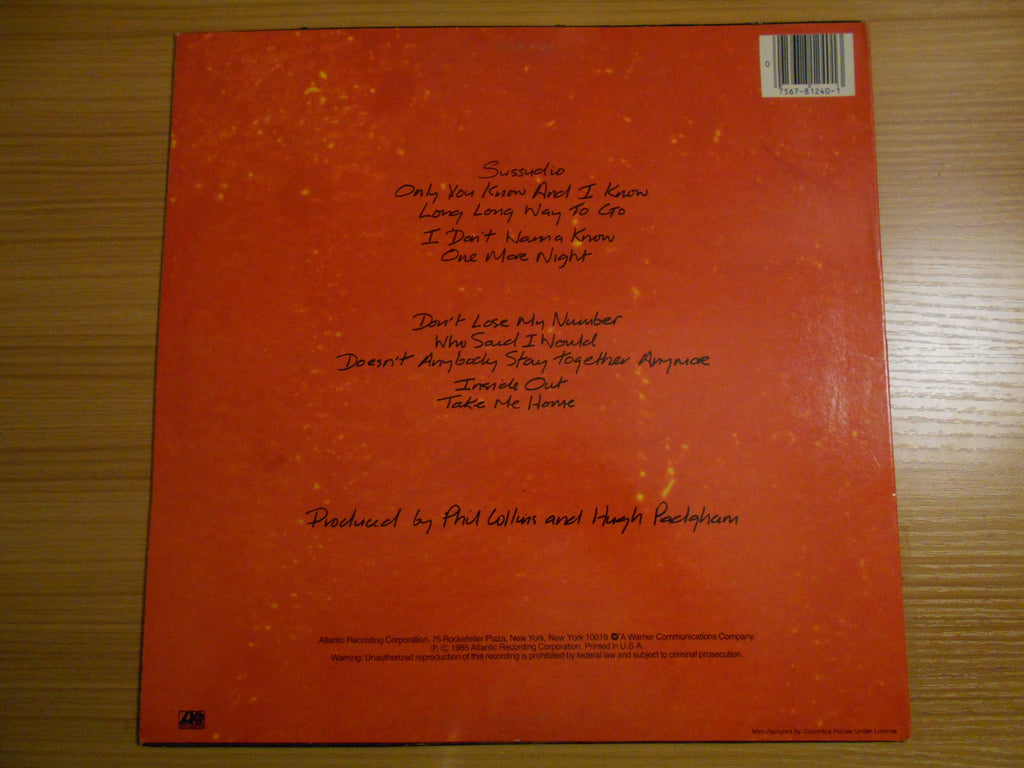 0
7567-81240-1
Sussudio
Only You Know And I Know
Long Long Way To Go
I Don't Wanna Know
One More Night
Don't Lose My Number
Who Said I Would
Doesn't Anybody Stay Together Anymore
Inside Out
Take Me Home
Produced by Phil Collins and Hugh Padgham
Atlantic Recording Corporation, 75 Rockefeller Plaza, New York, New York 10019 A Warner Communications Company.
Ⓟ © 1985 Atlantic Recording Corporation. Printed in U.S.A.
Warning: Unauthorized reproduction of this recording is prohibited by federal law and subject to criminal prosecution.
Manufactured by Columbia House Under License